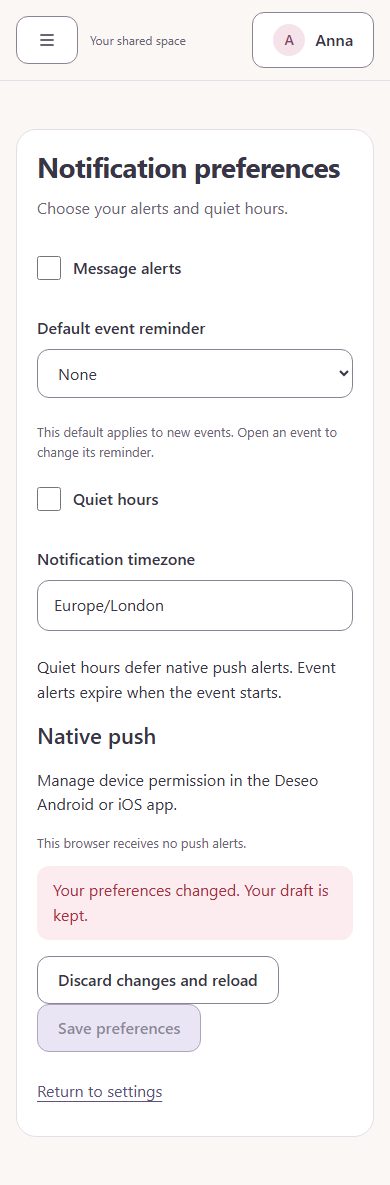 Your shared space
A
Anna
Notification preferences
Choose your alerts and quiet hours.
Message alerts
Default event reminder
None
This default applies to new events. Open an event to
change its reminder.
Quiet hours
Notification timezone
Europe/London
Quiet hours defer native push alerts. Event
alerts expire when the event starts.
Native push
Manage device permission in the Deseo
Android or iOS app.
This browser receives no push alerts.
Your preferences changed. Your draft is
kept.
Discard changes and reload
Save preferences
Return to settings